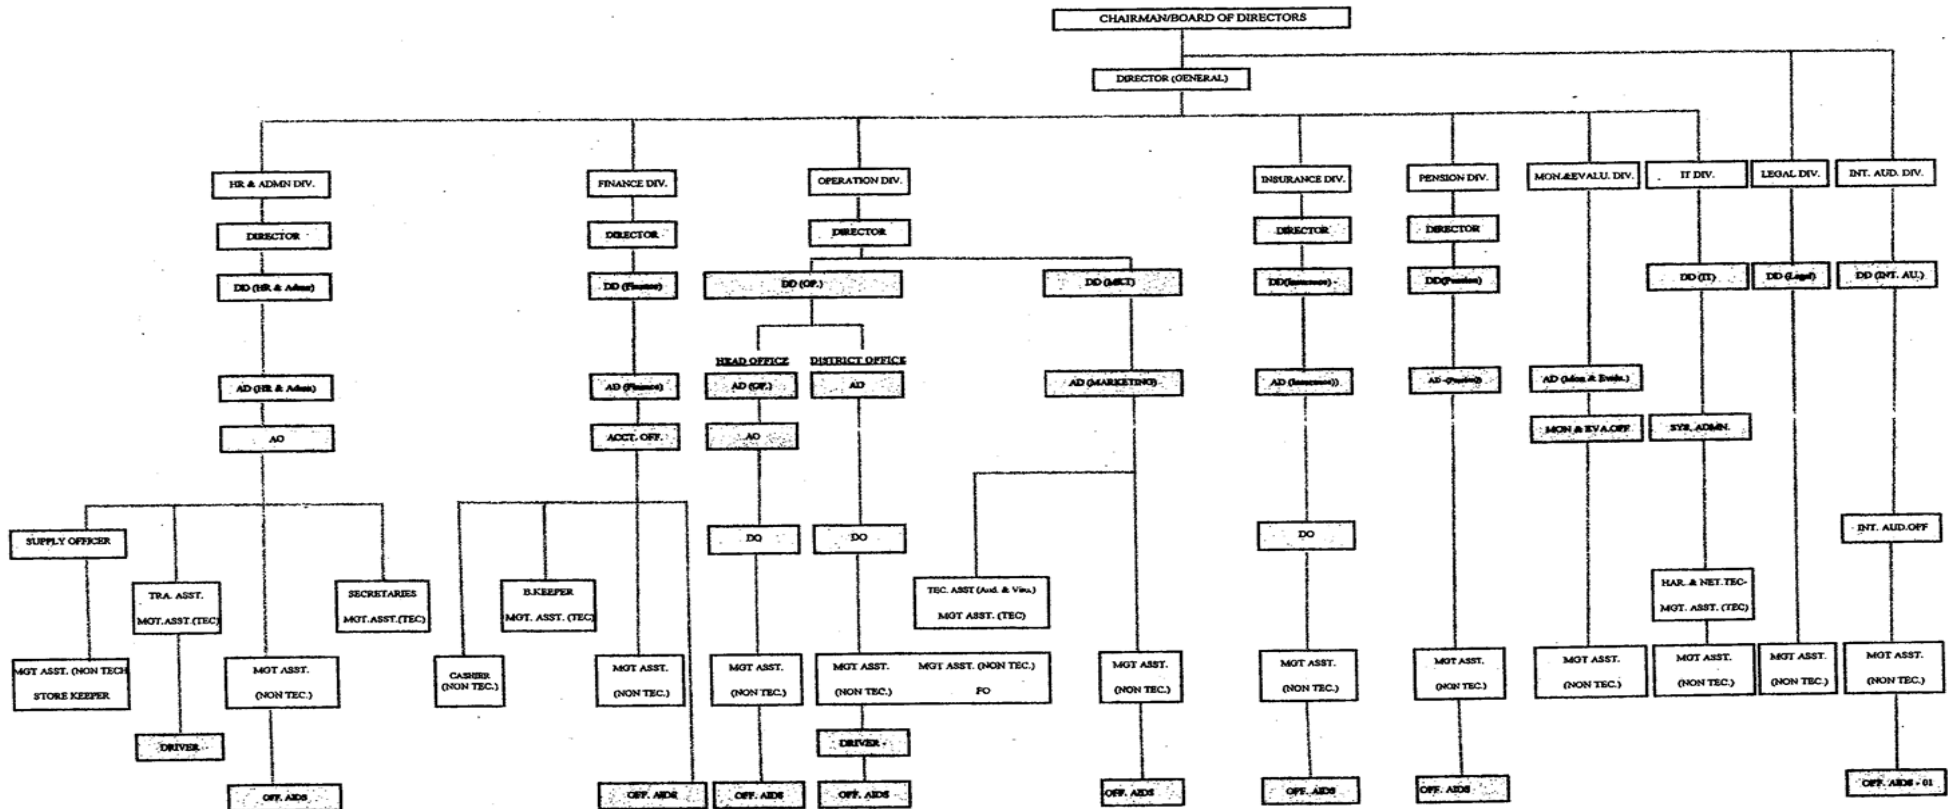 CHAIRMAN/BOARD OF DIRECTORS
DIRECTOR (GENERAL)
HR & ADMN DIV.
FINANCE DIV.
OPERATION DIV.
INSURANCE DIV.
PENSION DIV.
MON.&EVALU. DIV.
IT DIV.
LEGAL DIV.
INT. AUD. DIV.
DIRECTOR
DIRECTOR
DIRECTOR
DIRECTOR
DIRECTOR
DD (HR & Admn)
DD (Finance)
DD (OP.)
DD (MKT)
DD(Insurance) -
DD(Pension)
DD (IT)
DD (Legal)
DD (INT. AU.)
HEAD OFFICE
DISTRICT OFFICE
AD (HR & Admn)
AD (Finance)
AD (OP.)
AD
AD (MARKETING)
AD (Insurance))
AD -(Pension))
AD (Mon & Evalu.)
AO
ACCT. OFF.
AO
MON & EVA.OFF
SYS. ADMN.
SUPPLY OFFICER
DO
DO
DO
INT. AUD.OFF
TRA. ASST.
MGT.ASST.(TEC)
SECRETARIES
MGT.ASST.(TEC)
B.KEEPER
MGT. ASST. (TEC)
TEC. ASST (Aud. & Visu.)
MGT ASST. (TEC)
HAR. & NET.TEC-
MGT. ASST. (TEC)
MGT ASST. (NON TECH
STORE KEEPER
MGT ASST.
(NON TEC.)
CASHIER
(NON TEC.)
MGT ASST.
(NON TEC.)
MGT ASST.
(NON TEC.)
MGT ASST.
(NON TEC.)
MGT ASST. (NON TEC.)
FO
MGT ASST.
(NON TEC.)
MGT ASST.
(NON TEC.)
MGT ASST.
(NON TEC.)
MGT ASST.
(NON TEC.)
MGT ASST.
(NON TEC.)
MGT ASST.
(NON TEC.)
MGT ASST.
(NON TEC.)
DRIVER
DRIVER -
OFF. AIDS
OFF. AIDS
OFF. AIDS
OFF. AIDS
OFF. AIDS
OFF. AIDS
OFF. AIDS
OFF. AIDS - 01